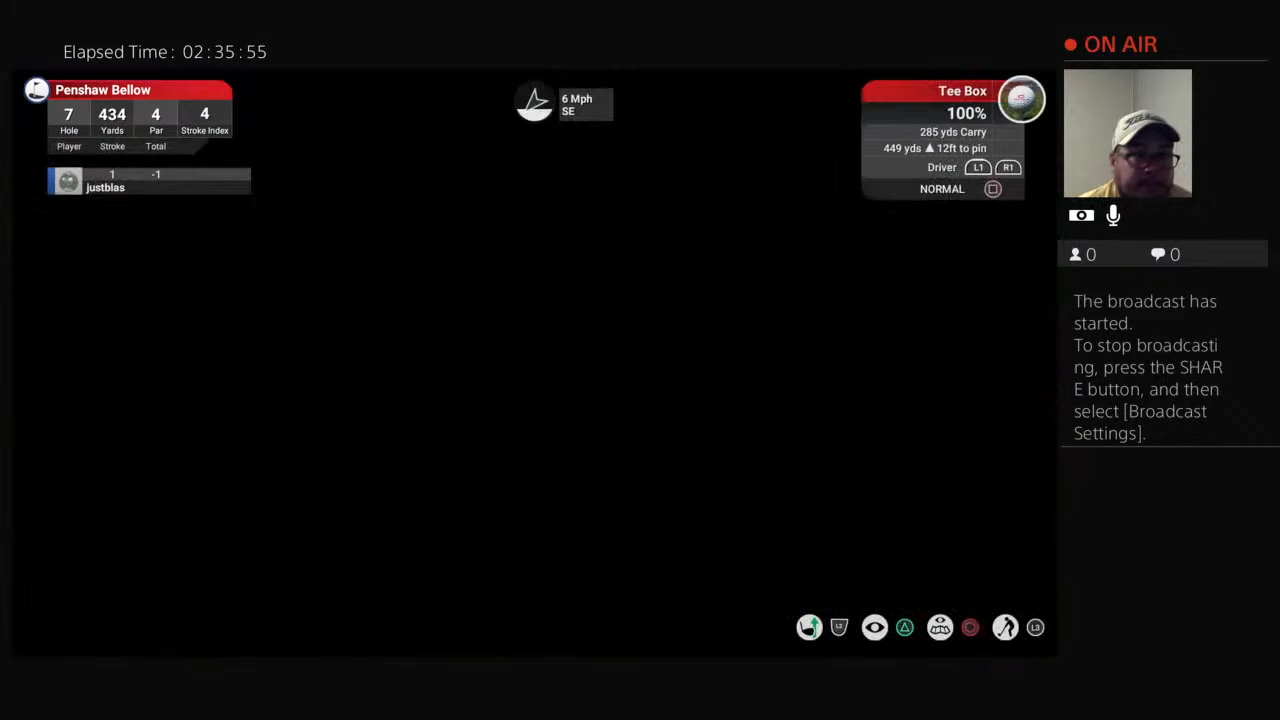 Elapsed Time: 02:35:55
ON AIR
Penshaw Bellow
7 434 4 4
Hole Yards Par Stroke Index
Player Stroke Total
1 -1
justblas
6 Mph
SE
Tee Box
100%
285 yds Carry
449 yds ▲ 12ft to pin
Driver L1 R1
NORMAL
0 0
The broadcast has
started.
To stop broadcasti
ng, press the SHAR
E button, and then
select [Broadcast
Settings].
L2 L3